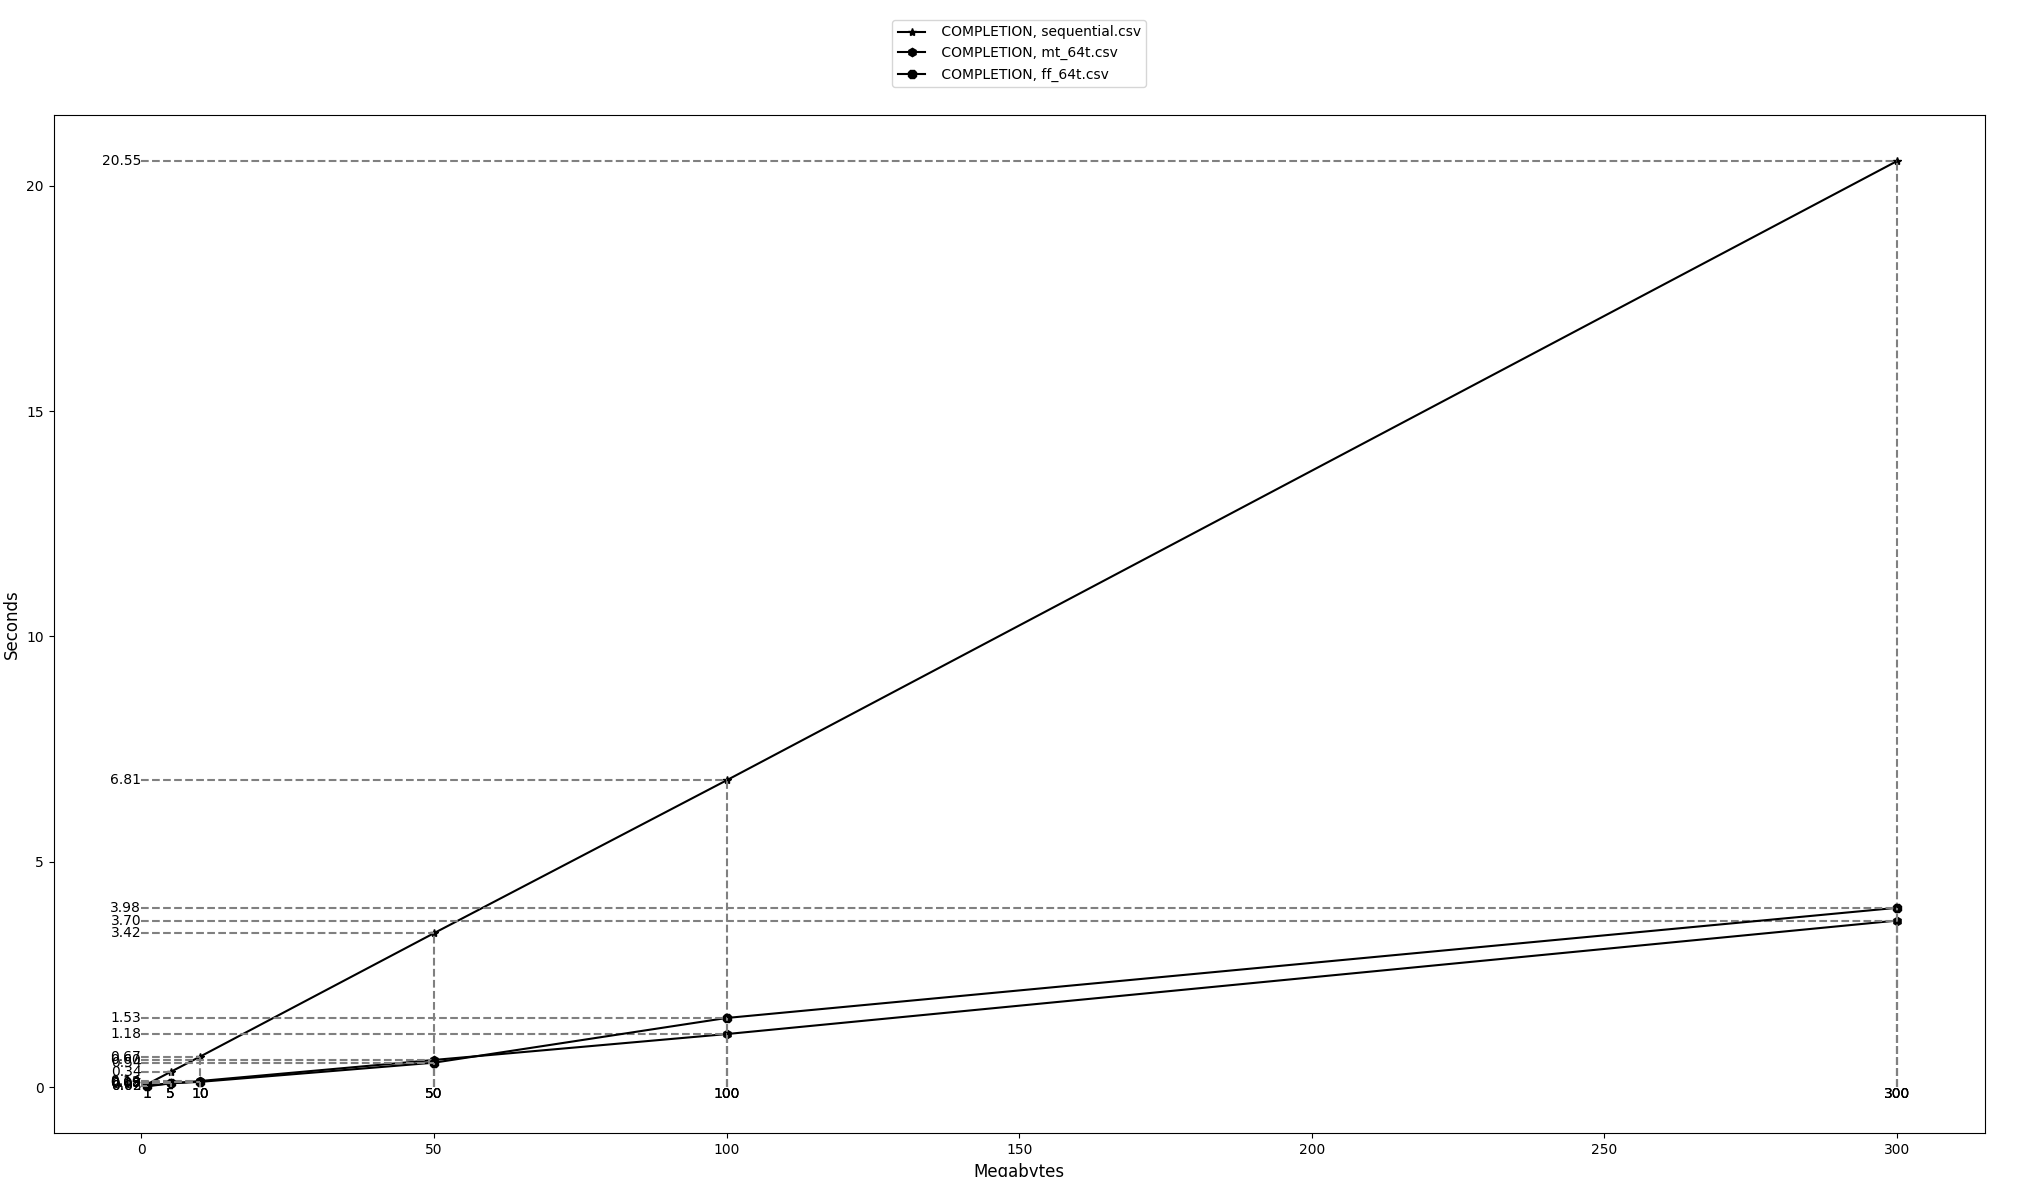 COMPLETION, sequential.csv
COMPLETION, mt_64t.csv
COMPLETION, ff_64t.csv
20.55
20
15
Seconds
10
6.81
5
3.98
3.70
3.42
1.53
1.18
0.67
0.34
0
1 5 10 50 100 300
0 50 100 150 200 250 300
Megabytes